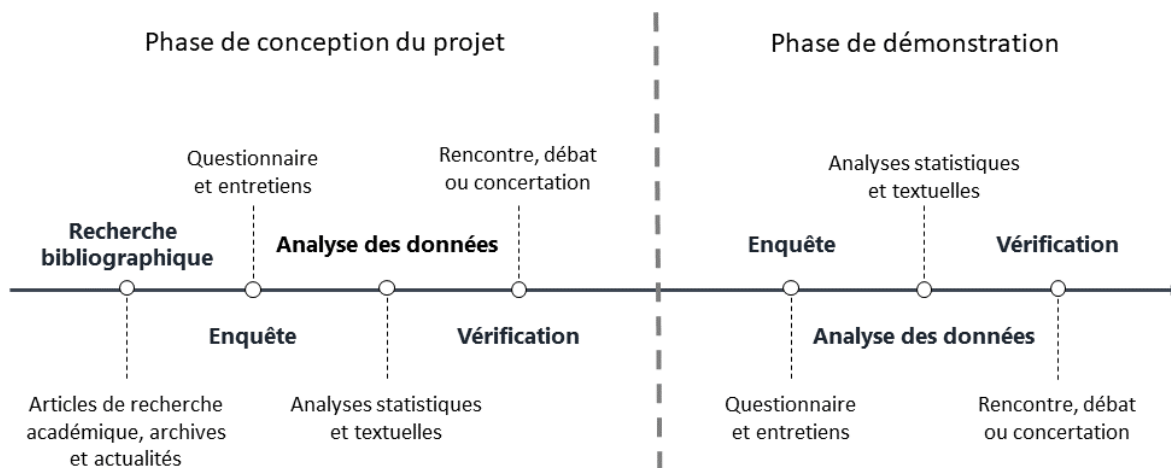 Phase de conception du projet
Phase de démonstration
Questionnaire
et entretiens
Rencontre, débat
ou concertation
Analyses statistiques
et textuelles
Recherche
bibliographique
Analyse des données
Enquête
Vérification
Enquête
Vérification
Analyse des données
Articles de recherche
académique, archives
et actualités
Analyses statistiques
et textuelles
Questionnaire
et entretiens
Rencontre, débat
ou concertation